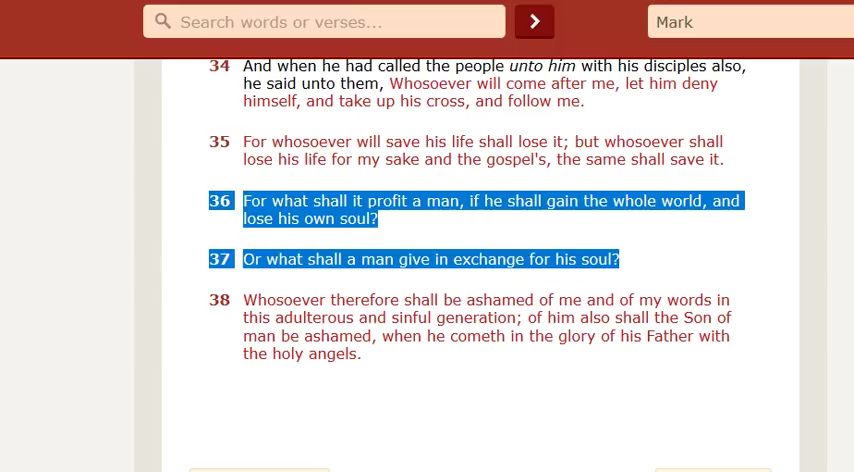 Search words or verses...
Mark
34 And when he had called the people unto him with his disciples also,
he said unto them, Whosoever will come after me, let him deny
himself, and take up his cross, and follow me.
35 For whosoever will save his life shall lose it; but whosoever shall
lose his life for my sake and the gospel's, the same shall save it.
36 For what shall it profit a man, if he shall gain the whole world, and
lose his own soul?
37 Or what shall a man give in exchange for his soul?
38 Whosoever therefore shall be ashamed of me and of my words in
this adulterous and sinful generation; of him also shall the Son of
man be ashamed, when he cometh in the glory of his Father with
the holy angels.